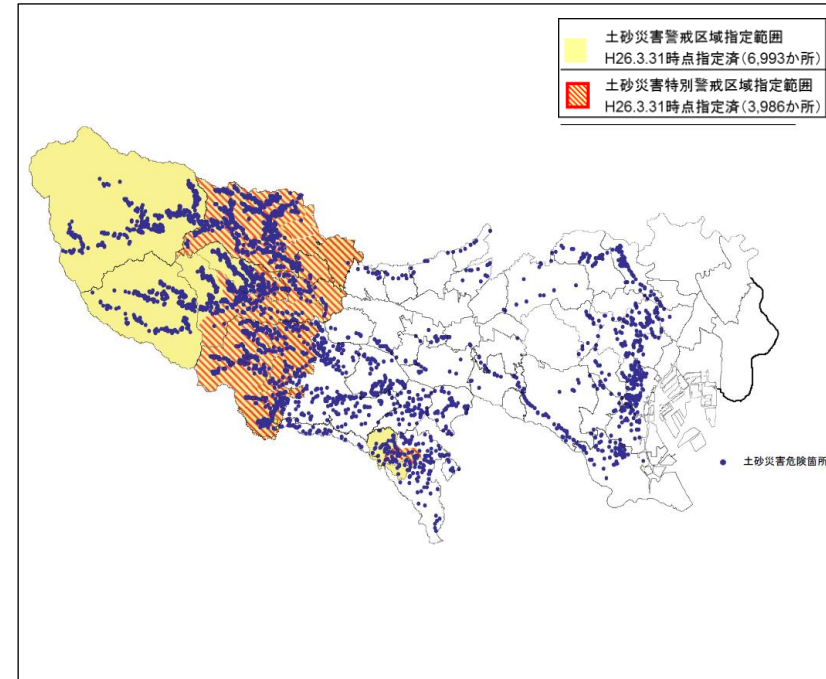 土砂災害警戒区域指定範囲
H26.3.31時点指定済(6,993か所)
土砂災害特別警戒区域指定範囲
H26.3.31時点指定済(3,986か所)
土砂災害危険箇所